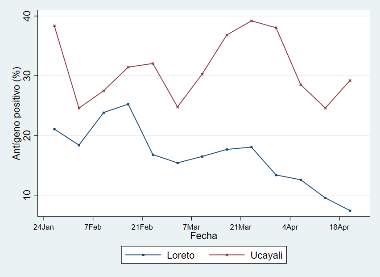 Antígeno positivo (%)
40
30
20
10
24Jan 7Feb 21Feb 7Mar 21Mar 4Apr 18Apr
Fecha
Loreto Ucayali